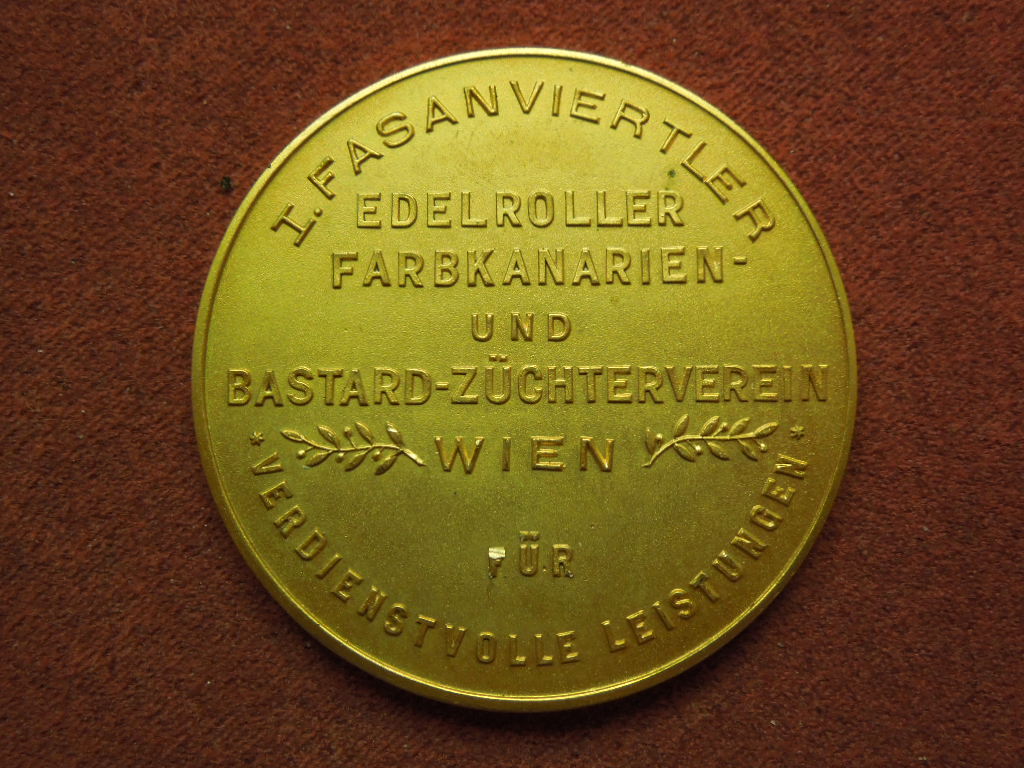 I. FASANVIERTLER
EDELROLLER
FARBKANARIEN-
UND
BASTARD-ZÜCHTERVEREIN
* WIEN *
FÜR
VERDIENSTVOLLE LEISTUNGEN